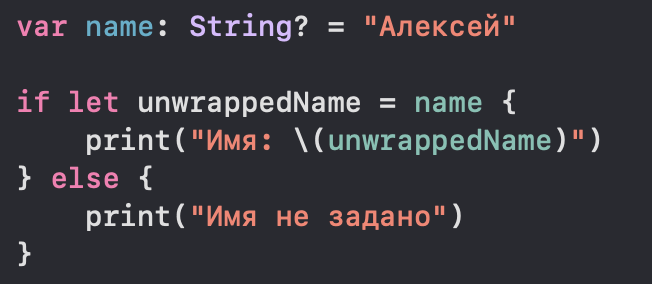 var name: String? = "Алексей"
if let unwrappedName = name {
    print("Имя: \(unwrappedName)")
} else {
    print("Имя не задано")
}